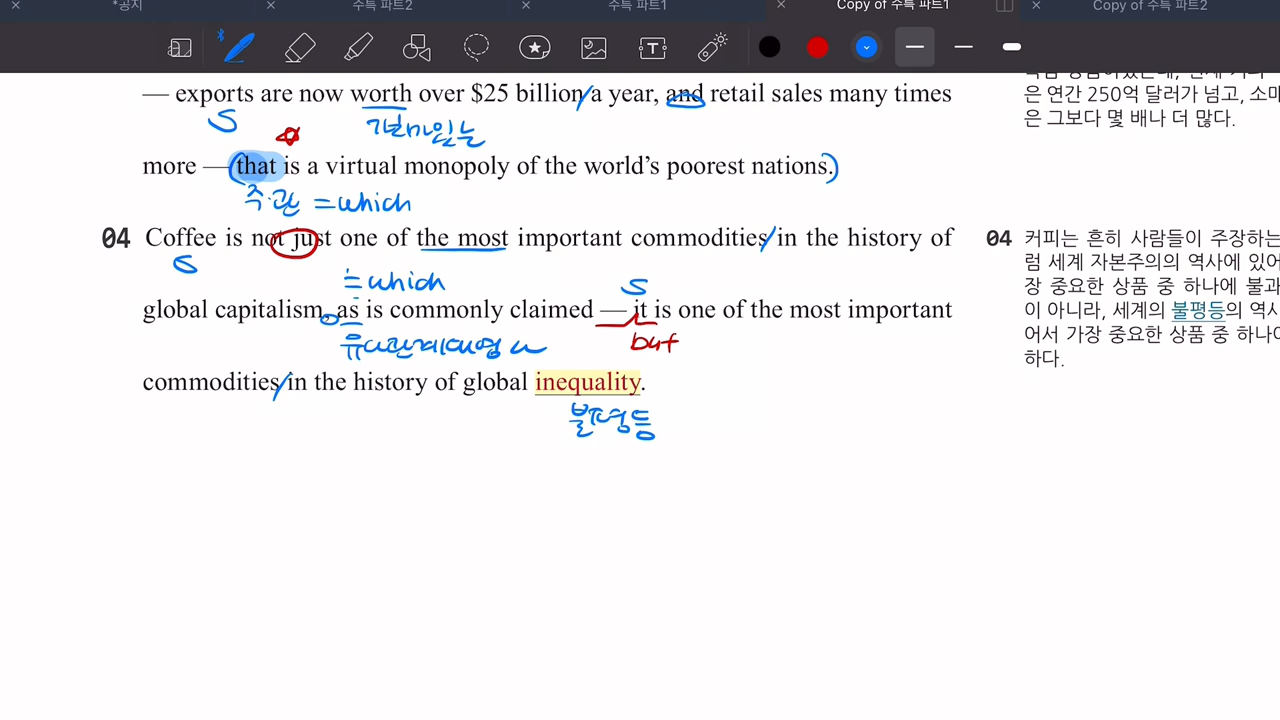 *공지 수특 파트2 수특 파트1 Copy of 수특 파트1 Copy of 수특 파트2
— exports are now worth over $25 billion/a year, and retail sales many times
S
가치있는
more — (that is a virtual monopoly of the world's poorest nations.)
주·관 = which
04 Coffee is not just one of the most important commodities/in the history of
S
= which
S
global capitalism, as is commonly claimed — it is one of the most important
유사관계대명사
but
commodities/in the history of global inequality.
불평등
은 연간 250억 달러가 넘고, 소매
은 그보다 몇 배나 더 많다.
04 커피는 흔히 사람들이 주장하는
럼 세계 자본주의의 역사에 있어
장 중요한 상품 중 하나에 불과
이 아니라, 세계의 불평등의 역사
어서 가장 중요한 상품 중 하나이
하다.